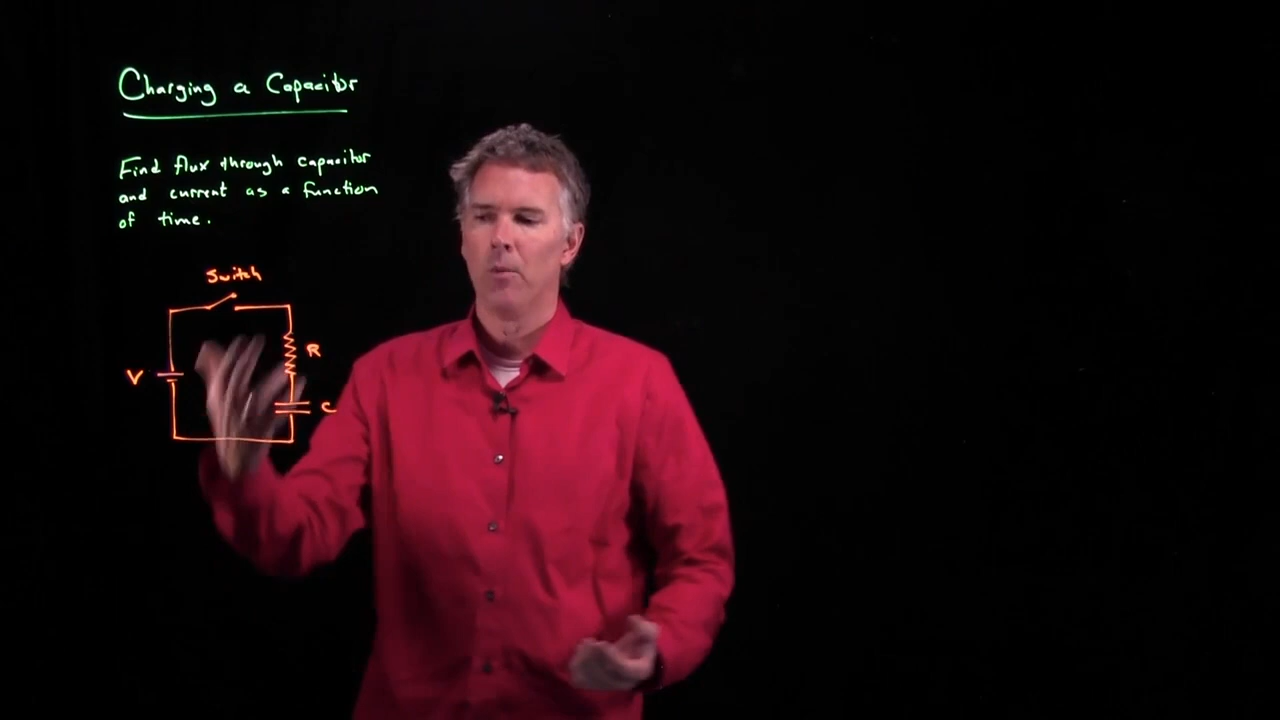 Charging a Capacitor
Find flux through capacitor
and current as a function
of time.
Switch
R
V
C